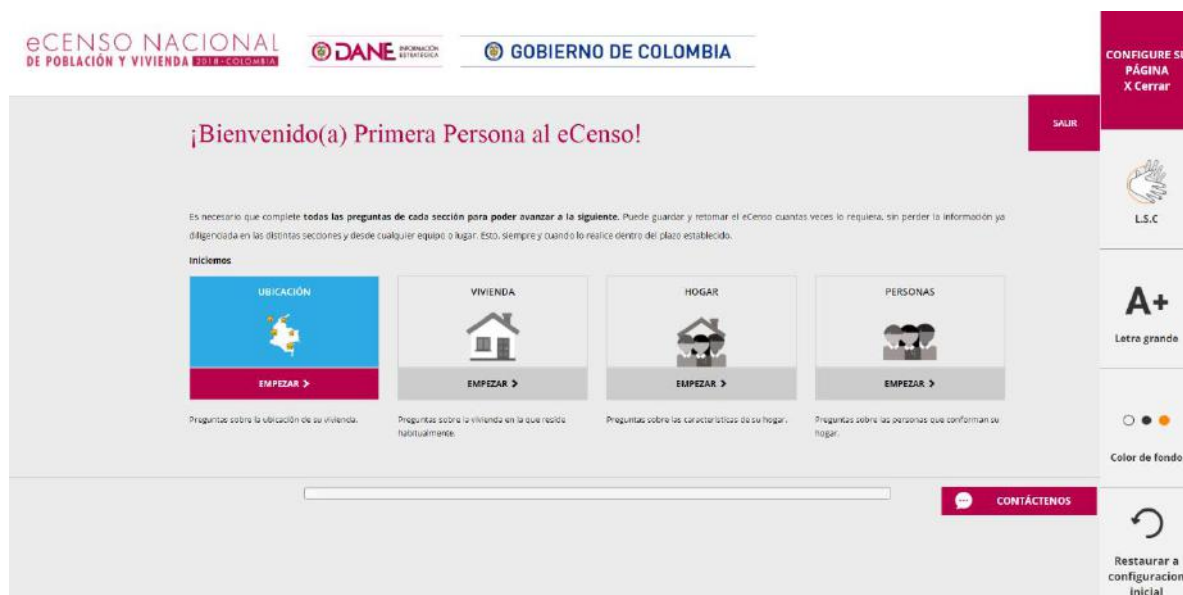 eCENSO NACIONAL
DE POBLACIÓN Y VIVIENDA 2018-COLOMBIA
DANE INFORMACIÓN
ESTRATÉGICA
GOBIERNO DE COLOMBIA
CONFIGURE SU
PÁGINA
X Cerrar
SALIR
¡Bienvenido(a) Primera Persona al eCenso!
Es necesario que complete todas las preguntas de cada sección para poder avanzar a la siguiente. Puede guardar y retomar el eCenso cuantas veces lo requiera, sin perder la información ya
diligenciada en las distintas secciones y desde cualquier equipo o lugar. Esto, siempre y cuando lo realice dentro del plazo establecido.
Iniciemos
UBICACIÓN
VIVIENDA
HOGAR
PERSONAS
EMPEZAR >
EMPEZAR >
EMPEZAR >
EMPEZAR >
Preguntas sobre la ubicación de su vivienda.
Preguntas sobre la vivienda en la que reside
habitualmente.
Preguntas sobre las características de su hogar.
Preguntas sobre las personas que conforman su
hogar.
CONTÁCTENOS
L.S.C
A+
Letra grande
Color de fondo
Restaurar a
configuracion
inicial